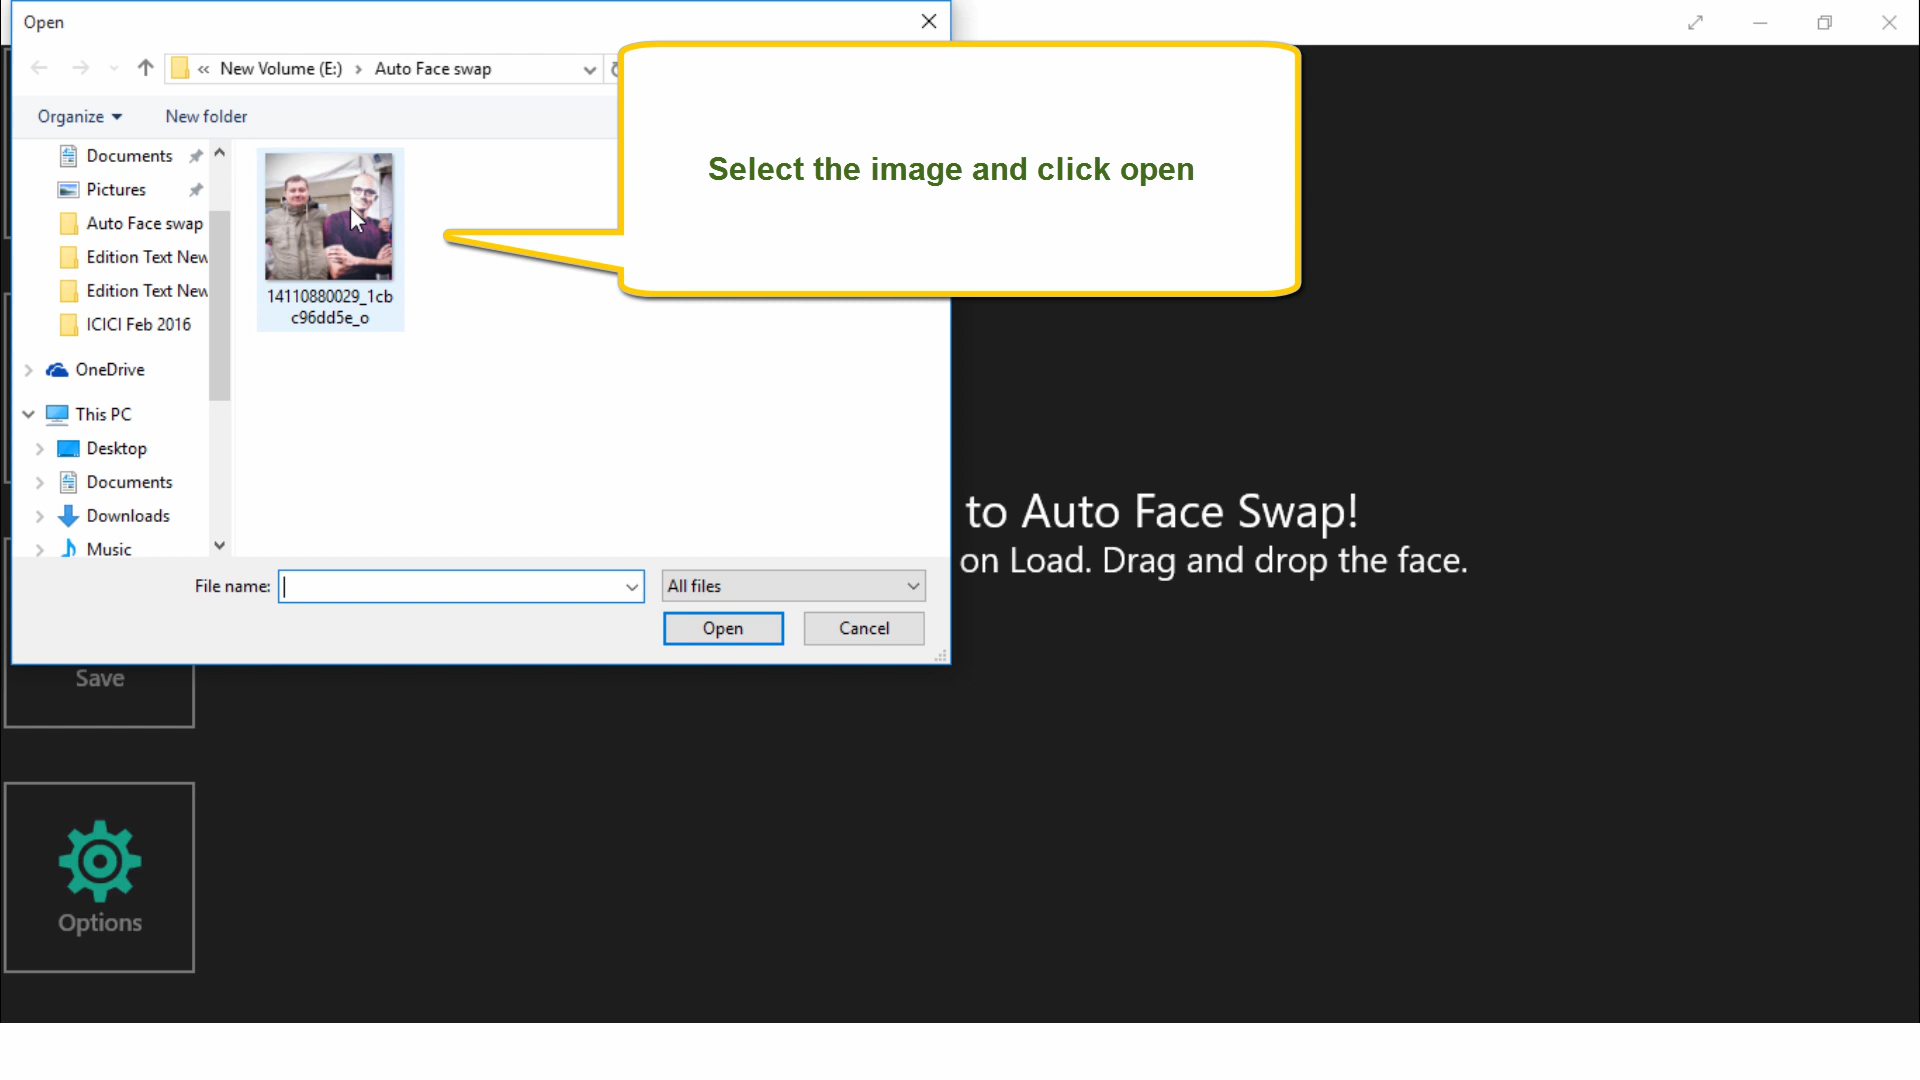 Open
« New Volume (E:) › Auto Face swap
Organize
New folder
Select the image and click open
Documents
Pictures
Auto Face swap
Edition Text New
Edition Text New
ICICI Feb 2016
OneDrive
This PC
Desktop
Documents
Downloads
Music
14110880029_1cb
c96dd5e_o
to Auto Face Swap!
on Load. Drag and drop the face.
File name:
All files
Open
Cancel
Save
Options